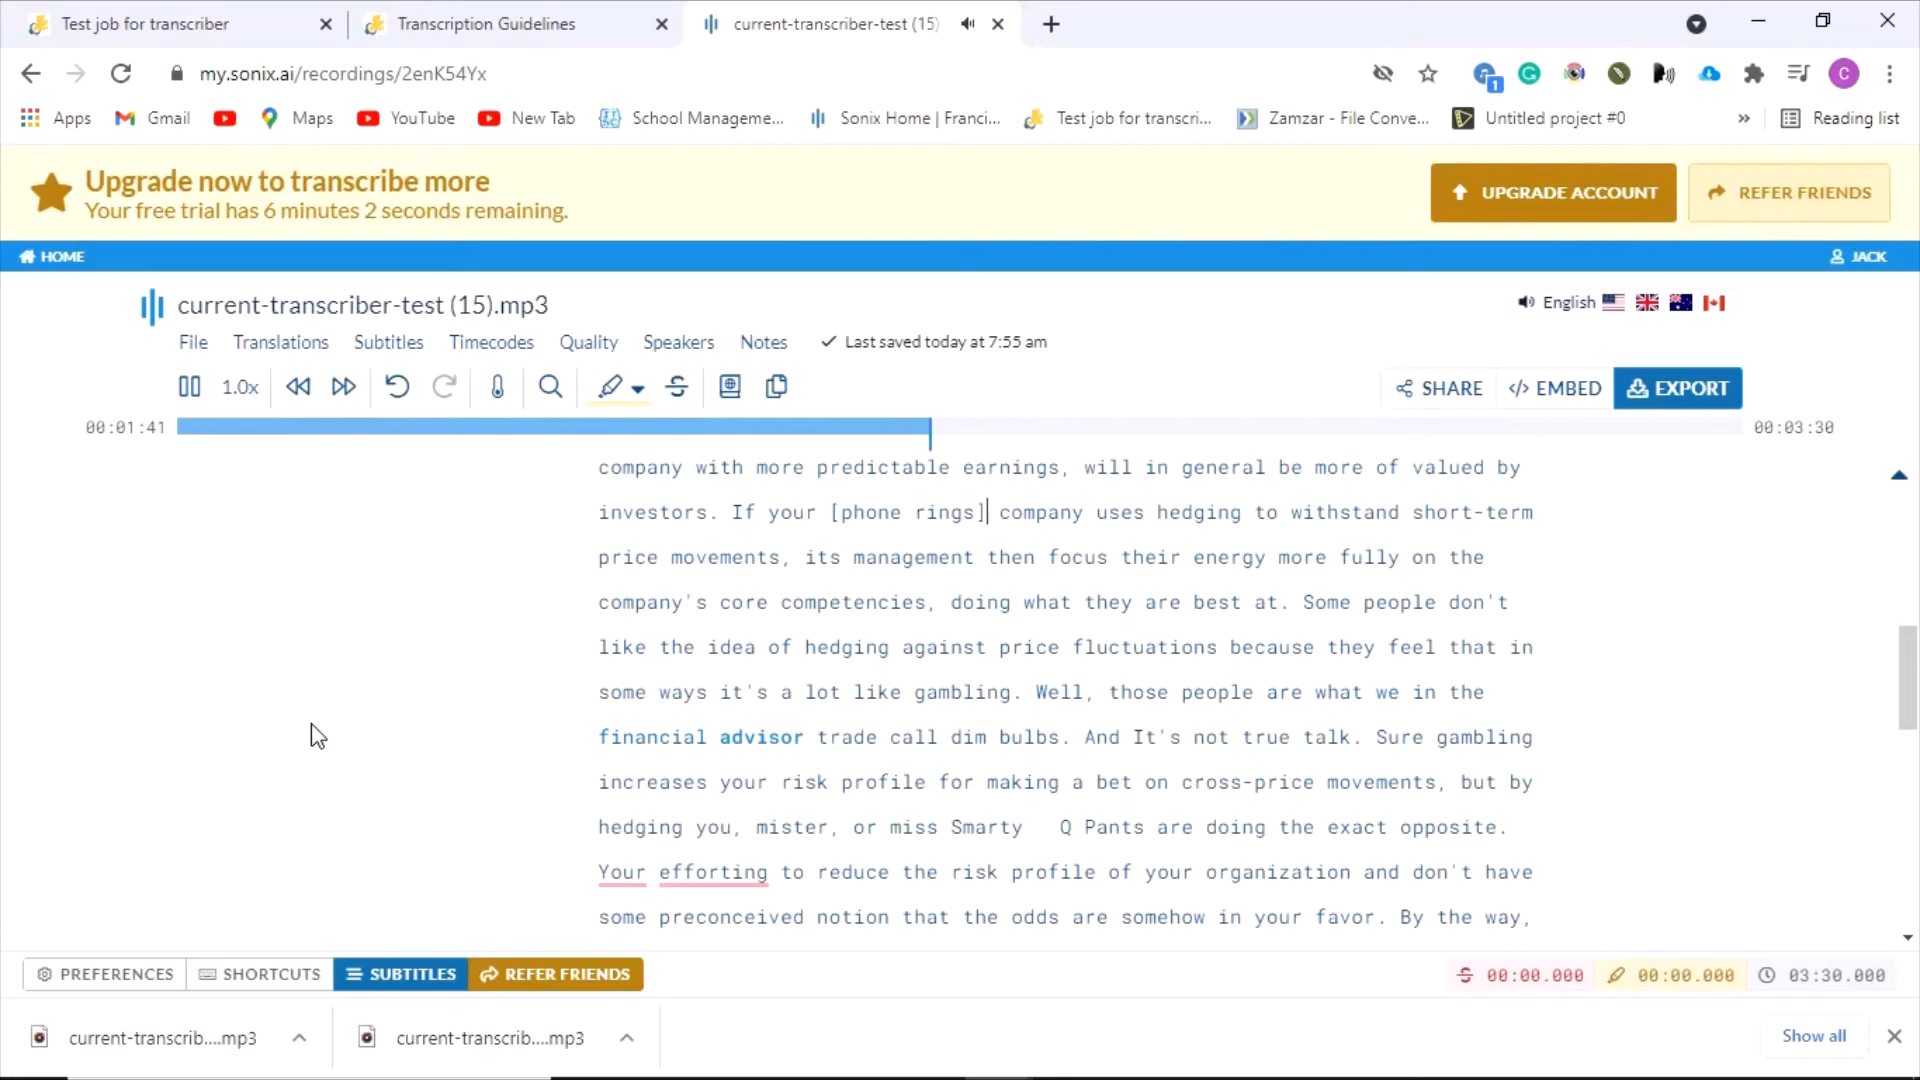 Test job for transcriber
Transcription Guidelines
current-transcriber-test (15)
my.sonix.ai/recordings/2enK54Yx
1
C
Apps
Gmail
Maps
YouTube
New Tab
School Manageme...
Sonix Home | Franci...
Test job for transcri...
Zamzar - File Conve...
Untitled project #0
»
Reading list
Upgrade now to transcribe more
Your free trial has 6 minutes 2 seconds remaining.
UPGRADE ACCOUNT
REFER FRIENDS
HOME
JACK
current-transcriber-test (15).mp3
English
File Translations Subtitles Timecodes Quality Speakers Notes
Last saved today at 7:55 am
1.0x
SHARE
</> EMBED
EXPORT
00:01:41
00:03:30
company with more predictable earnings, will in general be more of valued by
investors. If your [phone rings] company uses hedging to withstand short-term
price movements, its management then focus their energy more fully on the
company's core competencies, doing what they are best at. Some people don't
like the idea of hedging against price fluctuations because they feel that in
some ways it's a lot like gambling. Well, those people are what we in the
financial advisor trade call dim bulbs. And It's not true talk. Sure gambling
increases your risk profile for making a bet on cross-price movements, but by
hedging you, mister, or miss Smarty Q Pants are doing the exact opposite.
Your efforting to reduce the risk profile of your organization and don't have
some preconceived notion that the odds are somehow in your favor. By the way,
PREFERENCES
SHORTCUTS
SUBTITLES
REFER FRIENDS
00:00.000
00:00.000
03:30.000
current-transcrib....mp3
current-transcrib....mp3
Show all